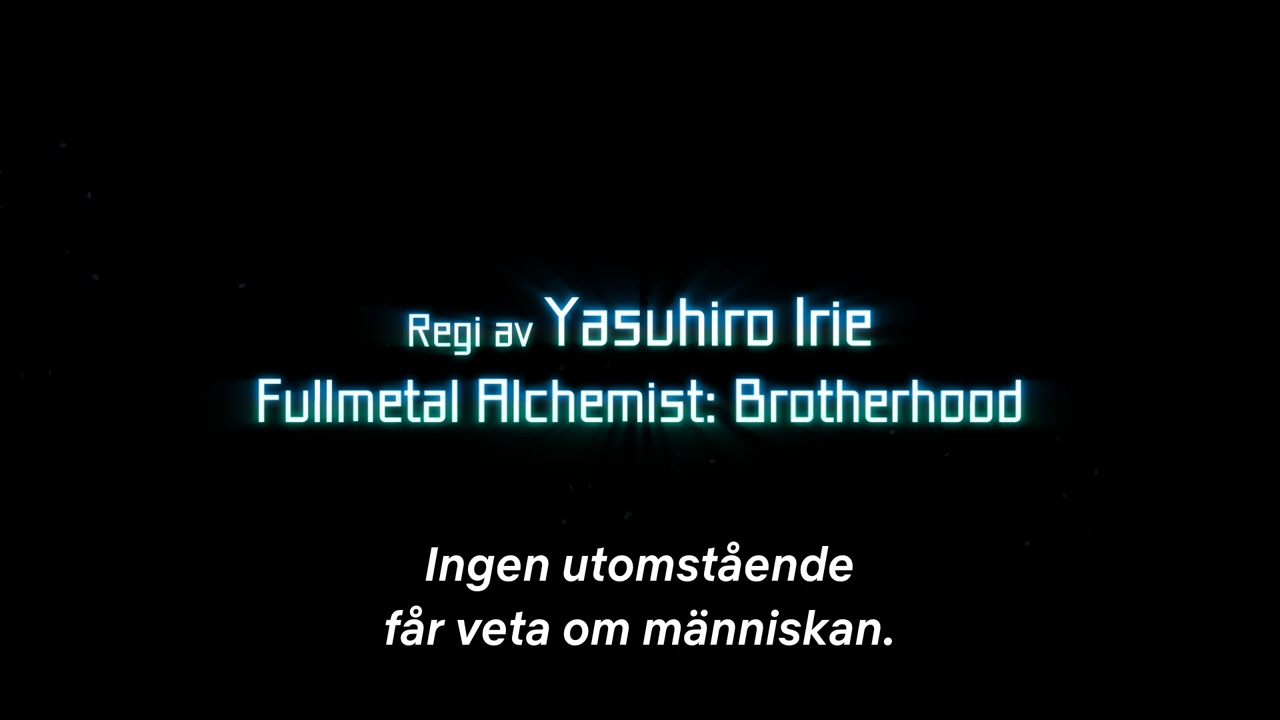 Regi av Yasuhiro Irie
Fullmetal Alchemist: Brotherhood
Ingen utomstående
får veta om människan.